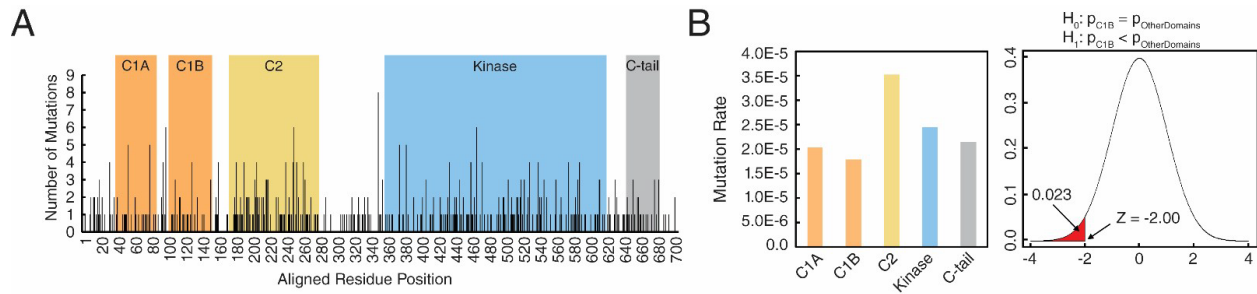 A
C1A
C1B
C2
Kinase
C-tail
Number of Mutations
9
8
7
6
5
4
3
2
1
0
1
20
40
60
80
100
120
140
160
180
200
220
240
260
280
300
320
340
360
380
400
420
440
460
480
500
520
540
560
580
600
620
640
660
680
700
Aligned Residue Position
B
Mutation Rate
4.0E-5
3.5E-5
3.0E-5
2.5E-5
2.0E-5
1.5E-5
1.0E-5
5.0E-6
0.0
C1A
C1B
C2
Kinase
C-tail
H0: pC1B = pOtherDomains
H1: pC1B < pOtherDomains
0.4
0.3
0.2
0.1
0.0
0.023
Z = -2.00
-4
-2
0
2
4